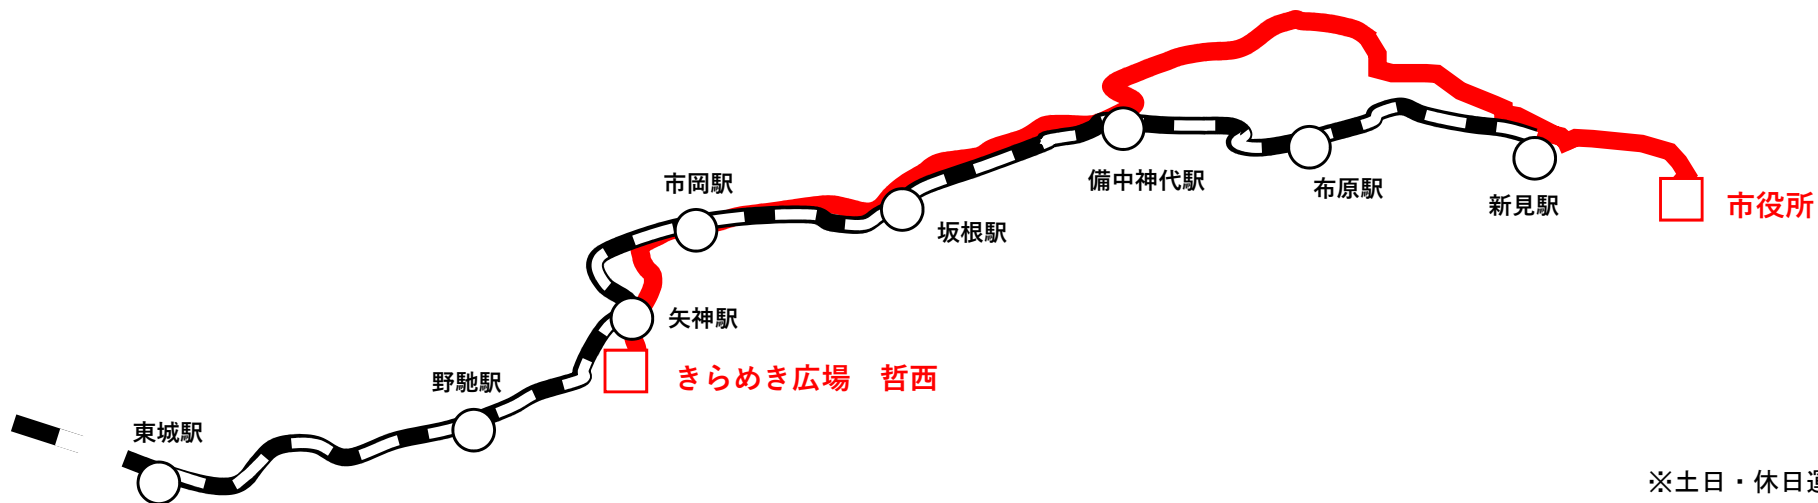 市岡駅
備中神代駅
布原駅
新見駅
市役所
坂根駅
矢神駅
きらめき広場　哲西
野馳駅
東城駅
※土日・休日